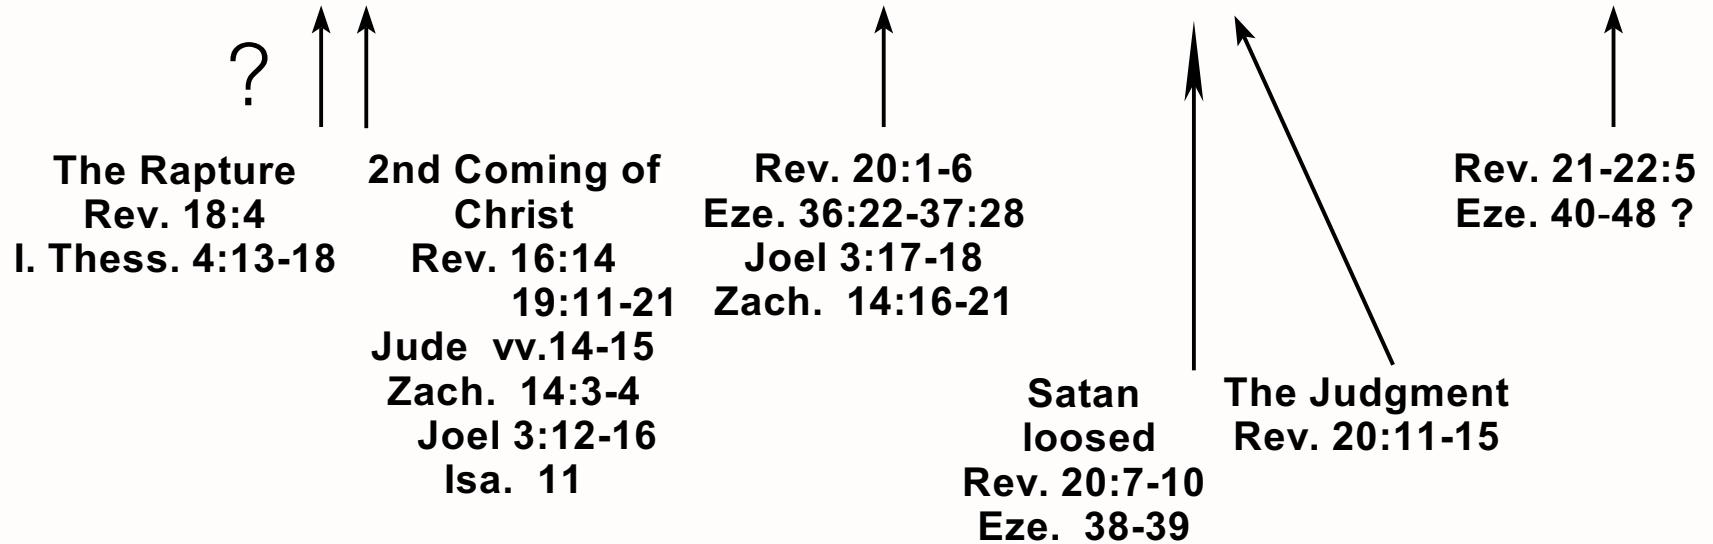 ?
The Rapture
Rev. 18:4
I. Thess. 4:13-18
2nd Coming of
Christ
Rev. 16:14
19:11-21
Jude vv.14-15
Zach. 14:3-4
Joel 3:12-16
Isa. 11
Rev. 20:1-6
Eze. 36:22-37:28
Joel 3:17-18
Zach. 14:16-21
Satan
loosed
Rev. 20:7-10
Eze. 38-39
The Judgment
Rev. 20:11-15
Rev. 21-22:5
Eze. 40-48 ?